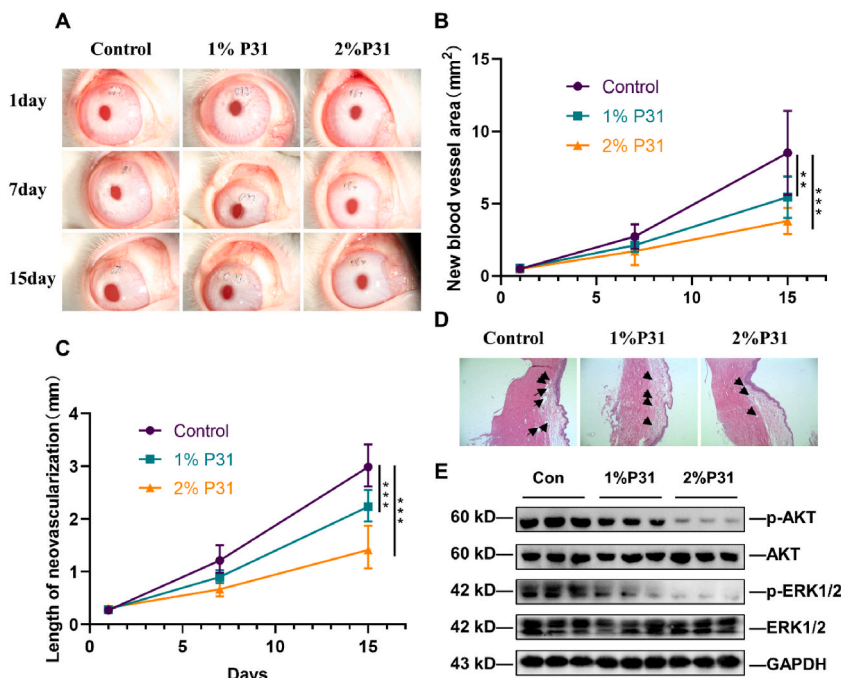 A
Control
1% P31
2%P31
1day
7day
15day
B
New blood vessel area (mm²)
15
10
5
0
0
5
10
15
Control
1% P31
2% P31
**
***
C
Length of neovascularization (mm)
4
3
2
1
0
0
5
10
15
Days
Control
1% P31
2% P31
***
***
D
Control
1%P31
2%P31
E
Con
1%P31
2%P31
60 kD
p-AKT
60 kD
AKT
42 kD
p-ERK1/2
42 kD
ERK1/2
43 kD
GAPDH